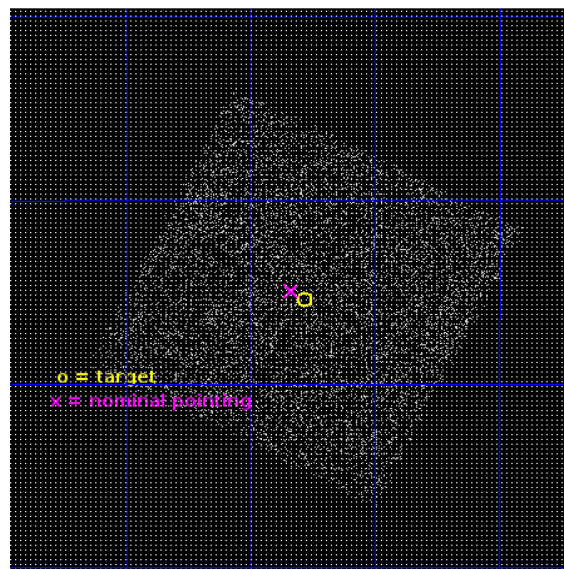 o = target
x = nominal pointing